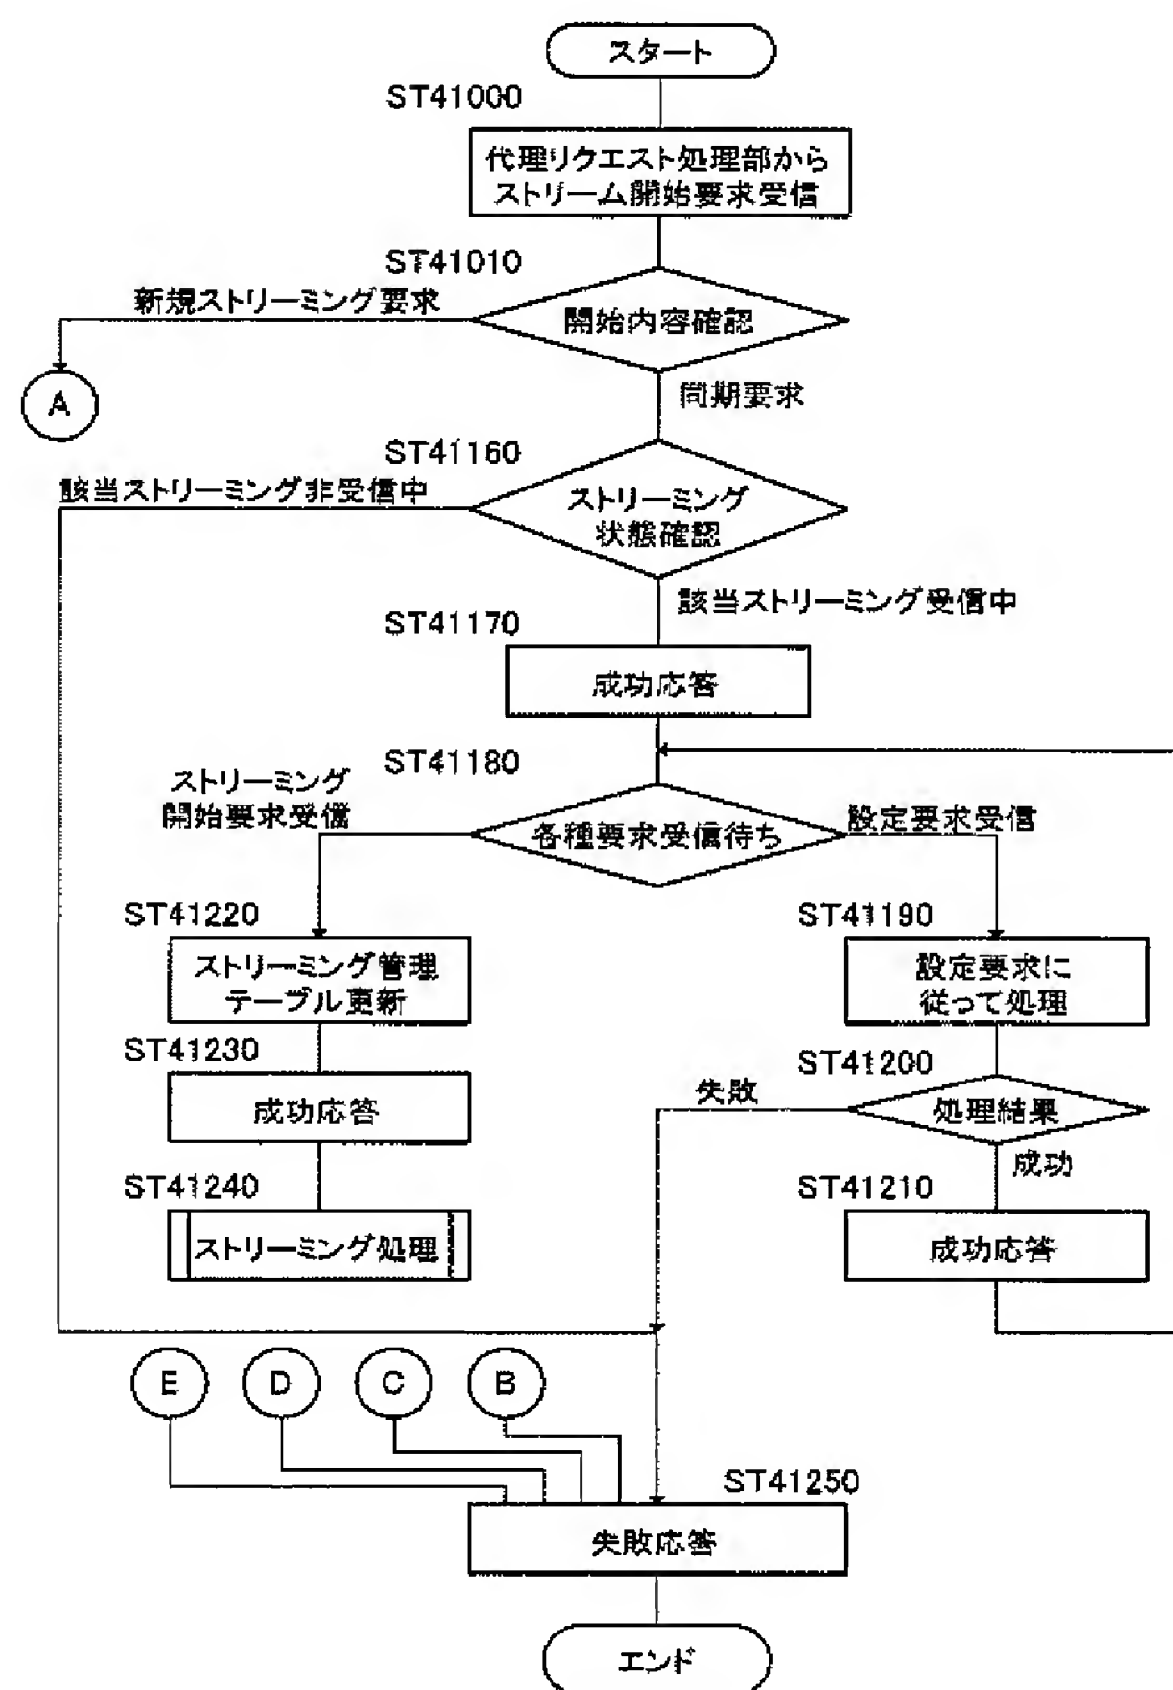 スタート
ST41000
代理リクエスト処理部から
ストリーム開始要求受信
ST41010
新規ストリーミング要求
開始内容確認
A
同期要求
ST41160
該当ストリーミング非受信中
ストリーミング
状態確認
該当ストリーミング受信中
ST41170
成功応答
ST41180
ストリーミング
開始要求受信
各種要求受信待ち
設定要求受信
ST41220
ST41190
ストリーミング管理
テーブル更新
設定要求に
従って処理
ST41230
ST41200
失敗
成功応答
処理結果
成功
ST41240
ST41210
ストリーミング処理
成功応答
E
D
C
B
ST41250
失敗応答
エンド